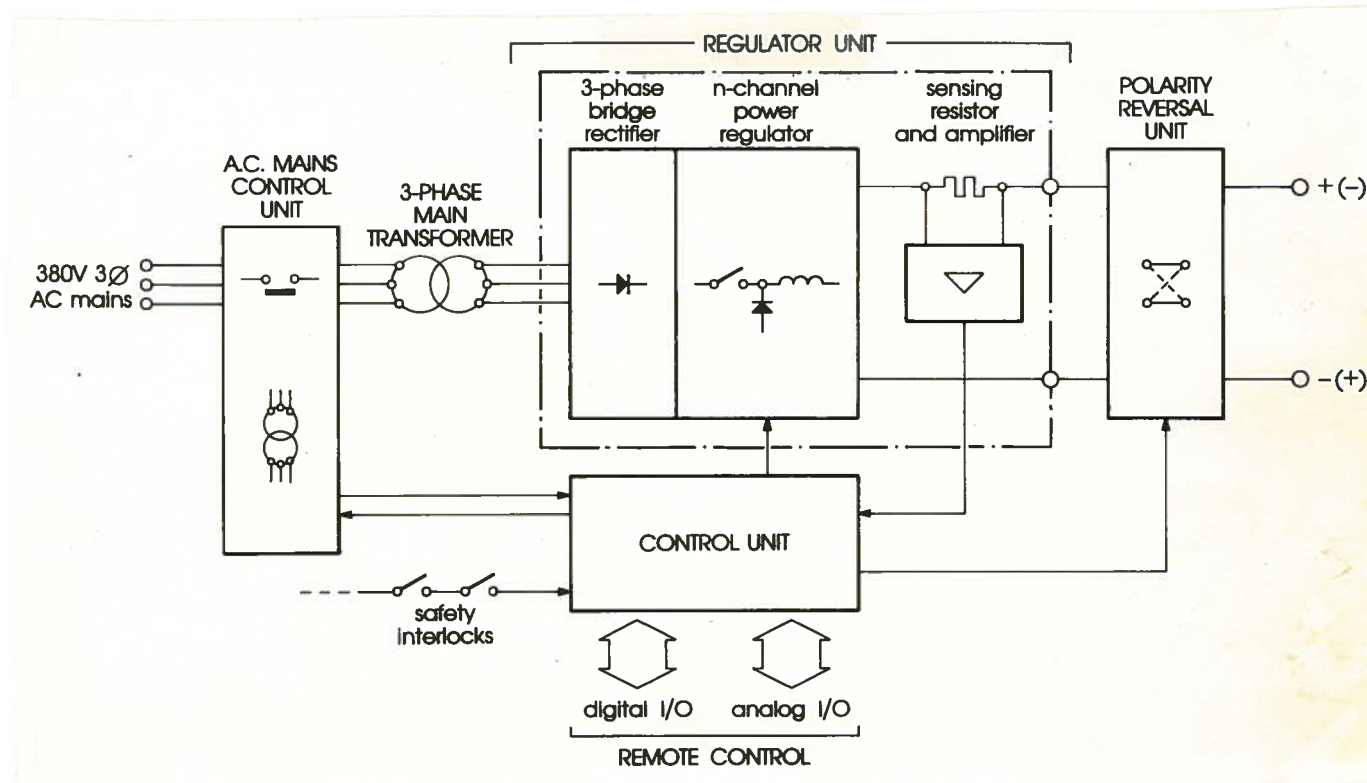 REGULATOR UNIT
3-phase
bridge
rectifier
n-channel
power
regulator
sensing
resistor
and amplifier
POLARITY
REVERSAL
UNIT
A.C. MAINS
CONTROL
UNIT
3-PHASE
MAIN
TRANSFORMER
380V 3Ø
AC mains
+(-)
-(+)
CONTROL UNIT
safety
interlocks
digital I/O
analog I/O
REMOTE CONTROL